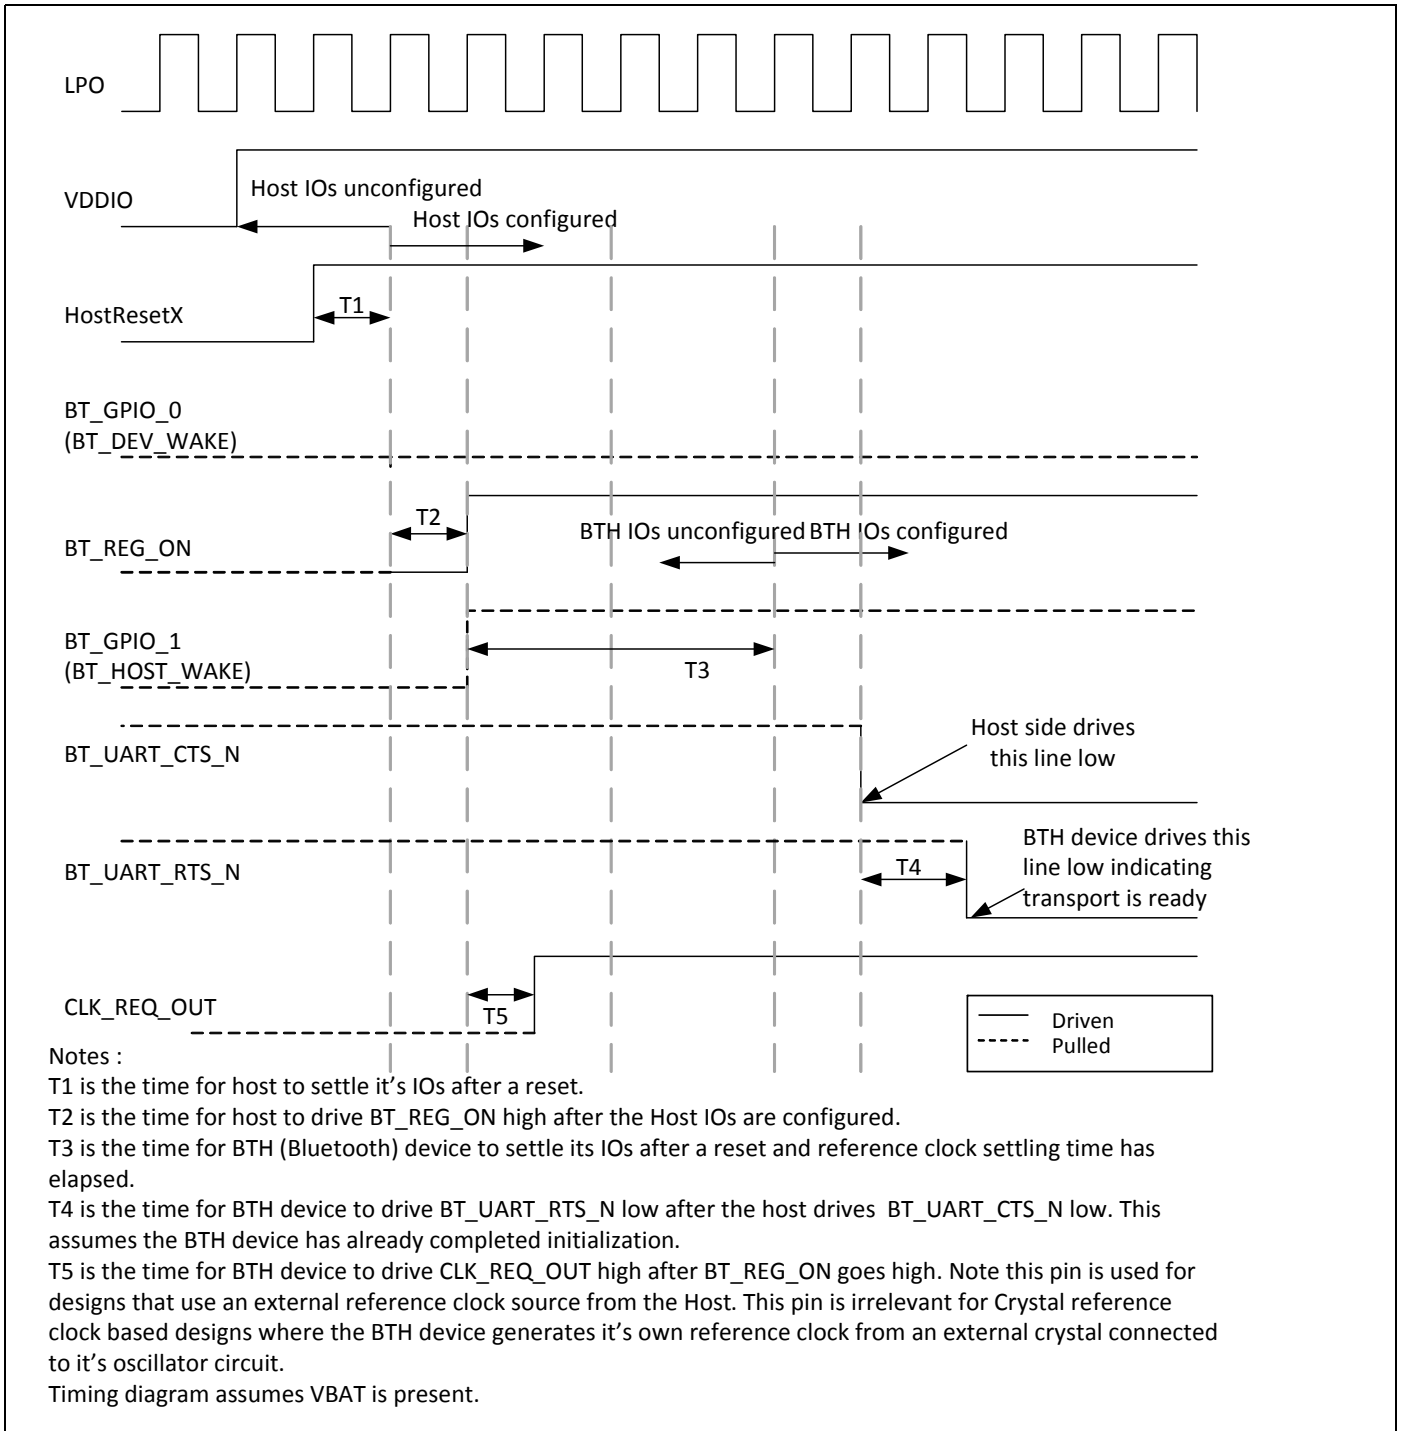 LPO
VDDIO
Host IOs unconfigured
Host IOs configured
HostResetX
T1
BT_GPIO_0
(BT_DEV_WAKE)
T2
BT_REG_ON
BTH IOs unconfigured BTH IOs configured
BT_GPIO_1
(BT_HOST_WAKE)
T3
BT_UART_CTS_N
Host side drives
this line low
BT_UART_RTS_N
T4
BTH device drives this
line low indicating
transport is ready
CLK_REQ_OUT
T5
Driven
Pulled
Notes :
T1 is the time for host to settle it’s IOs after a reset.
T2 is the time for host to drive BT_REG_ON high after the Host IOs are configured.
T3 is the time for BTH (Bluetooth) device to settle its IOs after a reset and reference clock settling time has
elapsed.
T4 is the time for BTH device to drive BT_UART_RTS_N low after the host drives  BT_UART_CTS_N low. This
assumes the BTH device has already completed initialization.
T5 is the time for BTH device to drive CLK_REQ_OUT high after BT_REG_ON goes high. Note this pin is used for
designs that use an external reference clock source from the Host. This pin is irrelevant for Crystal reference
clock based designs where the BTH device generates it’s own reference clock from an external crystal connected
to it’s oscillator circuit.
Timing diagram assumes VBAT is present.